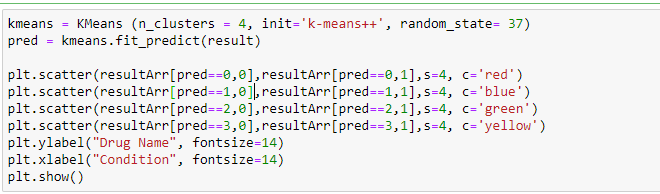 kmeans = KMeans (n_clusters = 4, init='k-means++', random_state= 37)
pred = kmeans.fit_predict(result)
plt.scatter(resultArr[pred==0,0],resultArr[pred==0,1],s=4, c='red')
plt.scatter(resultArr[pred==1,0],resultArr[pred==1,1],s=4, c='blue')
plt.scatter(resultArr[pred==2,0],resultArr[pred==2,1],s=4, c='green')
plt.scatter(resultArr[pred==3,0],resultArr[pred==3,1],s=4, c='yellow')
plt.ylabel("Drug Name", fontsize=14)
plt.xlabel("Condition", fontsize=14)
plt.show()